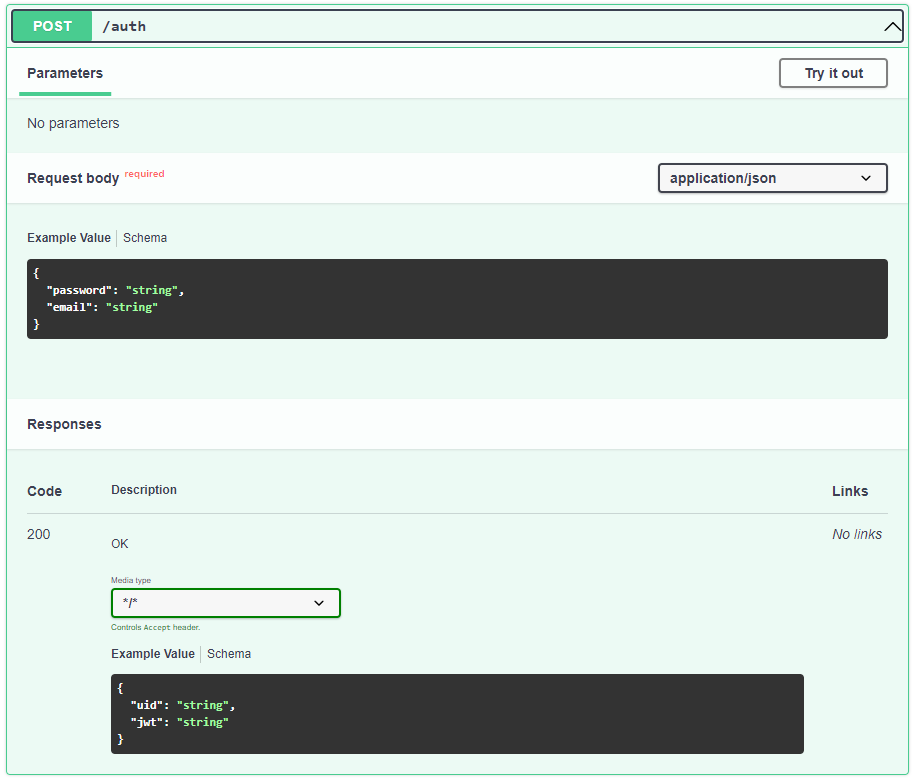 POST /auth
Parameters Try it out
No parameters
Request body required application/json
Example Value Schema
{
  "password": "string",
  "email": "string"
}
Responses
Code Description Links
200 OK No links
Media type
*/*
Controls Accept header.
Example Value Schema
{
  "uid": "string",
  "jwt": "string"
}